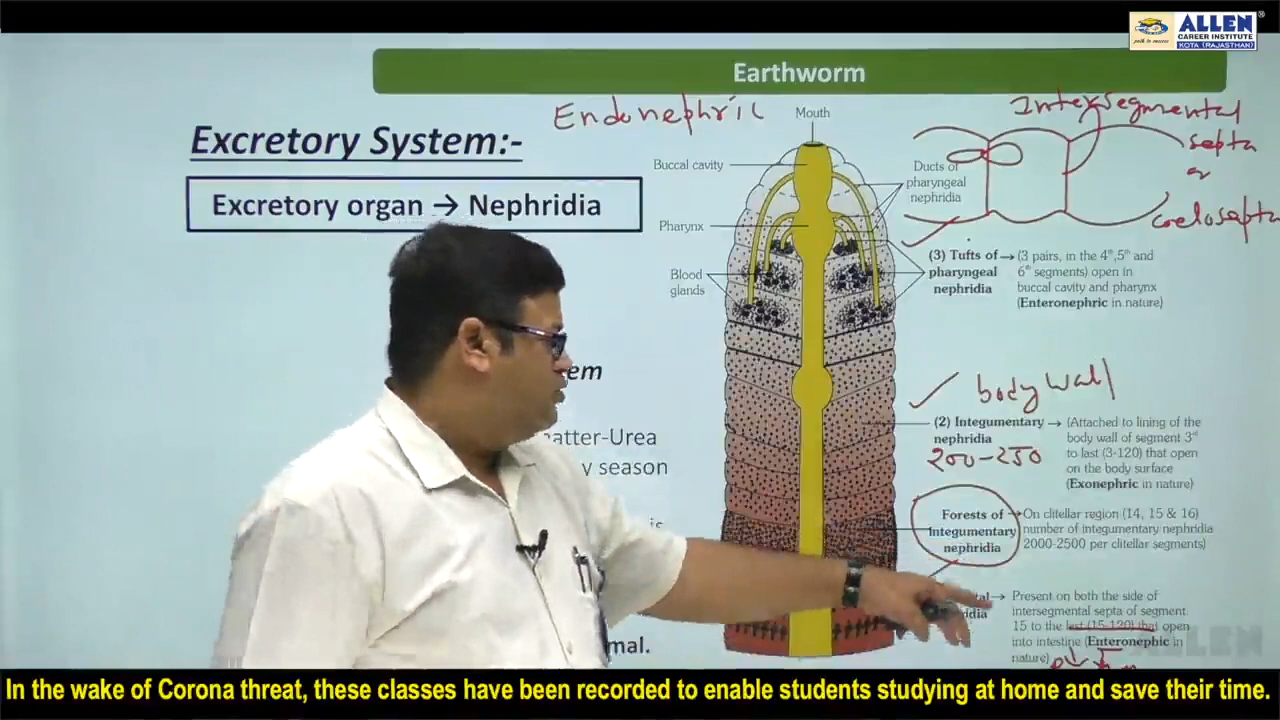 ALLEN
CAREER INSTITUTE
KOTA (RAJASTHAN)
Earthworm
Endonephric
Intersegmental
septa
or
coelosepta
Excretory System:-
Excretory organ → Nephridia
Mouth
Buccal cavity
Ducts of
pharyngeal
nephridia
Pharynx
Blood
glands
(3) Tufts of → (3 pairs, in the 4th,5th and
pharyngeal 6th segments) open in
nephridia buccal cavity and pharynx
(Enteronephric in nature)
em
body wall
(2) Integumentary → (Attached to lining of the
nephridia body wall of segment 3rd
200-250 to last (3-120) that open
on the body surface
(Exonephric in nature)
atter-Urea
y season
is
Forests of → On clitellar region (14, 15 & 16)
Integumentary number of integumentary nephridia
nephridia 2000-2500 per clitellar segments)
tal → Present on both the side of
idia intersegmental septa of segment
15 to the last (15-120) that open
into intestine (Enteronephic in
nature)
mal.
ALLEN
In the wake of Corona threat, these classes have been recorded to enable students studying at home and save their time.